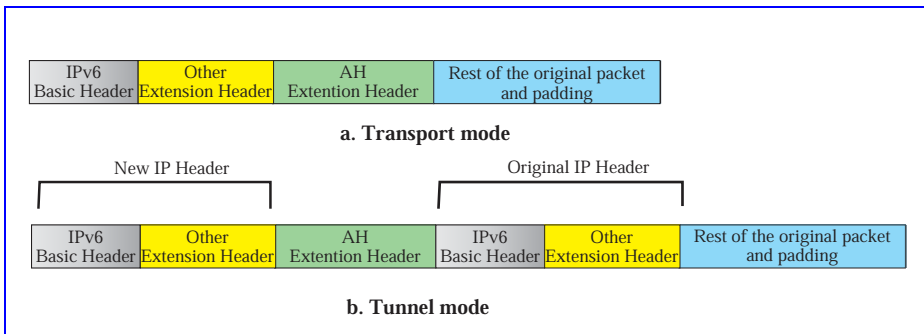 IPv6 Basic Header
Other Extension Header
AH Extention Header
Rest of the original packet and padding
a. Transport mode
New IP Header
Original IP Header
IPv6 Basic Header
Other Extension Header
AH Extention Header
IPv6 Basic Header
Other Extension Header
Rest of the original packet and padding
b. Tunnel mode